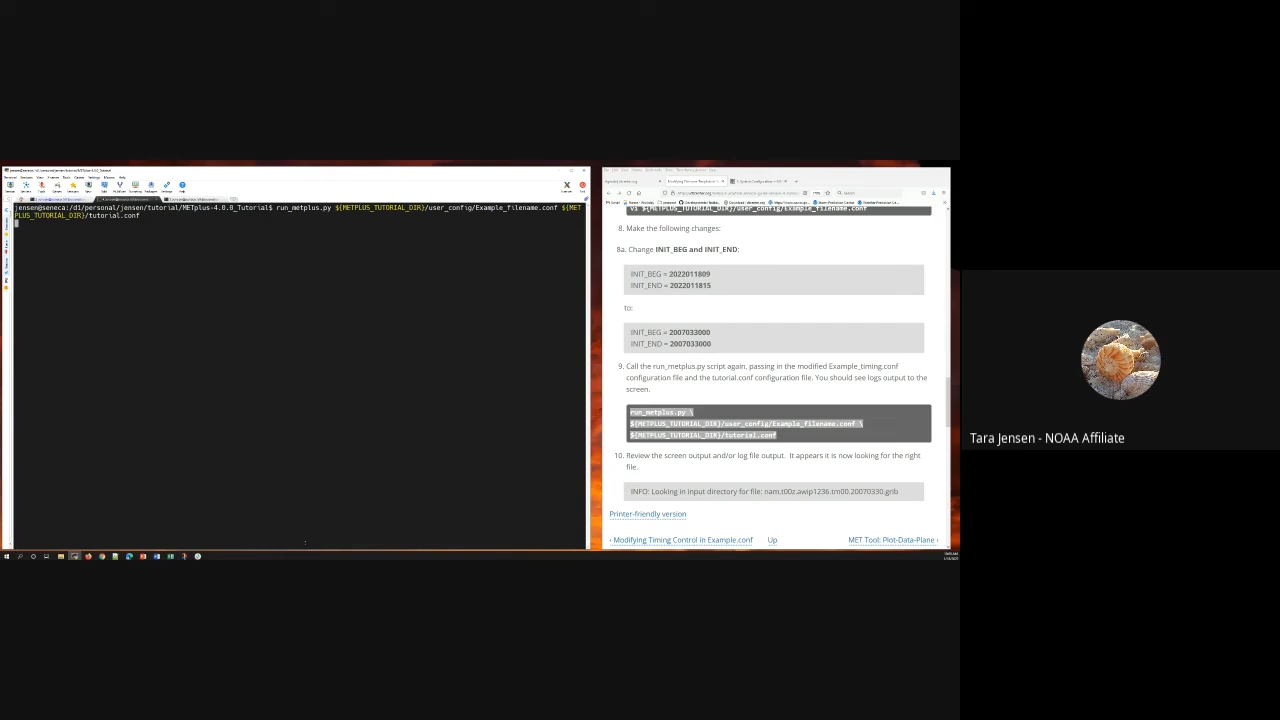 jensen@seneca:/d1/personal/jensen/tutorial/METplus-4.0.0_Tutorial$ run_metplus.py ${METPLUS_TUTORIAL_DIR}/user_config/Example_filename.conf ${MET
PLUS_TUTORIAL_DIR}/tutorial.conf
${METPLUS_TUTORIAL_DIR}/user_config/Example_filename.conf
8. Make the following changes:
8a. Change INIT_BEG and INIT_END:
INIT_BEG = 2022011809
INIT_END = 2022011815
to:
INIT_BEG = 2007033000
INIT_END = 2007033000
9. Call the run_metplus.py script again, passing in the modified Example_timing.conf
configuration file and the tutorial.conf configuration file. You should see logs output to the
screen.
run_metplus.py \
${METPLUS_TUTORIAL_DIR}/user_config/Example_filename.conf \
${METPLUS_TUTORIAL_DIR}/tutorial.conf
10. Review the screen output and/or log file output. It appears it is now looking for the right
file.
INFO: Looking in input directory for file: nam.t00z.awip1236.tm00.20070330.grib
Printer-friendly version
‹ Modifying Timing Control in Example.conf Up MET Tool: Plot-Data-Plane ›
Tara Jensen - NOAA Affiliate